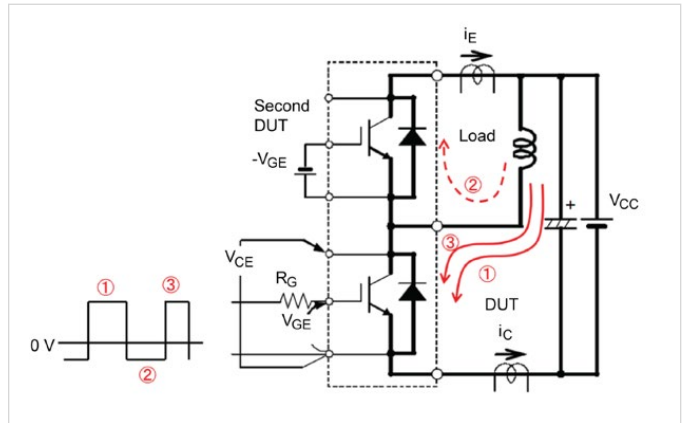 iE
Second
DUT
-VGE
Load
②
+
VCC
VCE
③
①
RG
①
③
VGE
DUT
0 V
iC
②